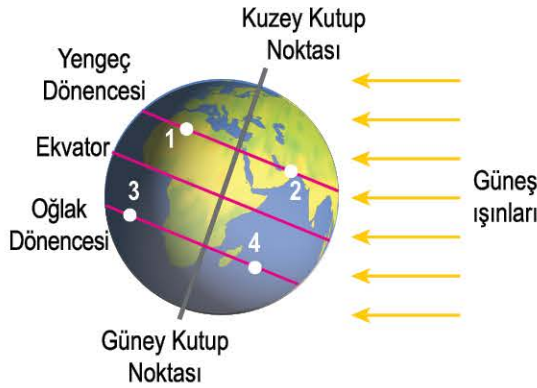 Kuzey Kutup
Noktası
Yengeç
Dönencesi
1
Ekvator
2
Güneş
ışınları
3
Oğlak
Dönencesi
4
Güney Kutup
Noktası